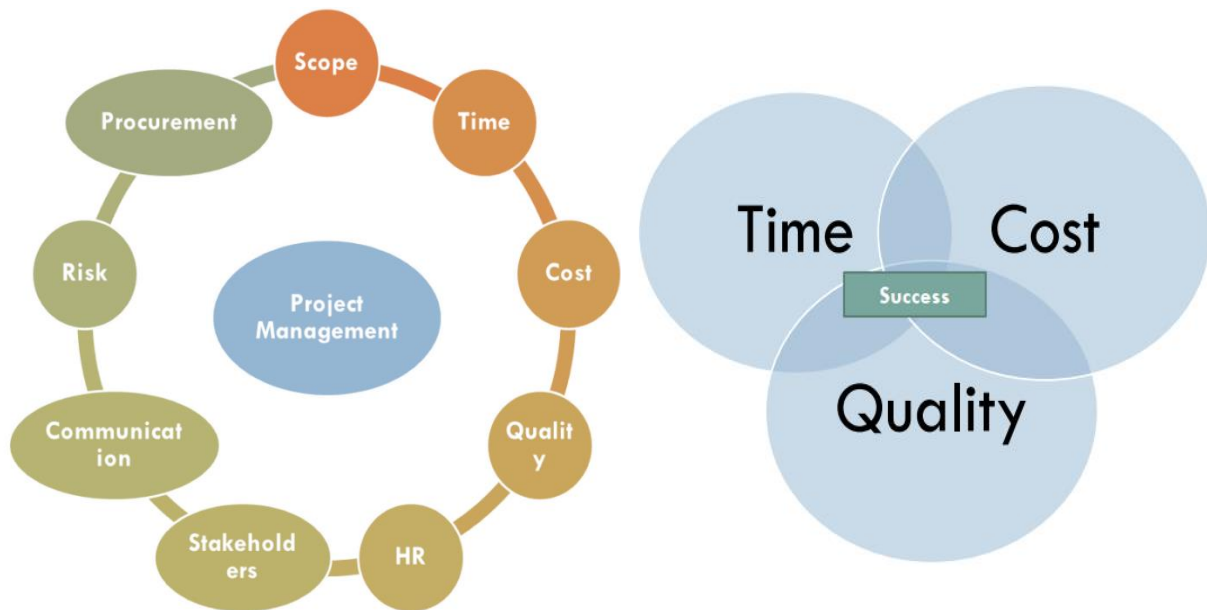 Scope
Time
Cost
Qualit
y
HR
Stakehold
ers
Communicat
ion
Risk
Procurement
Project
Management
Time
Cost
Success
Quality